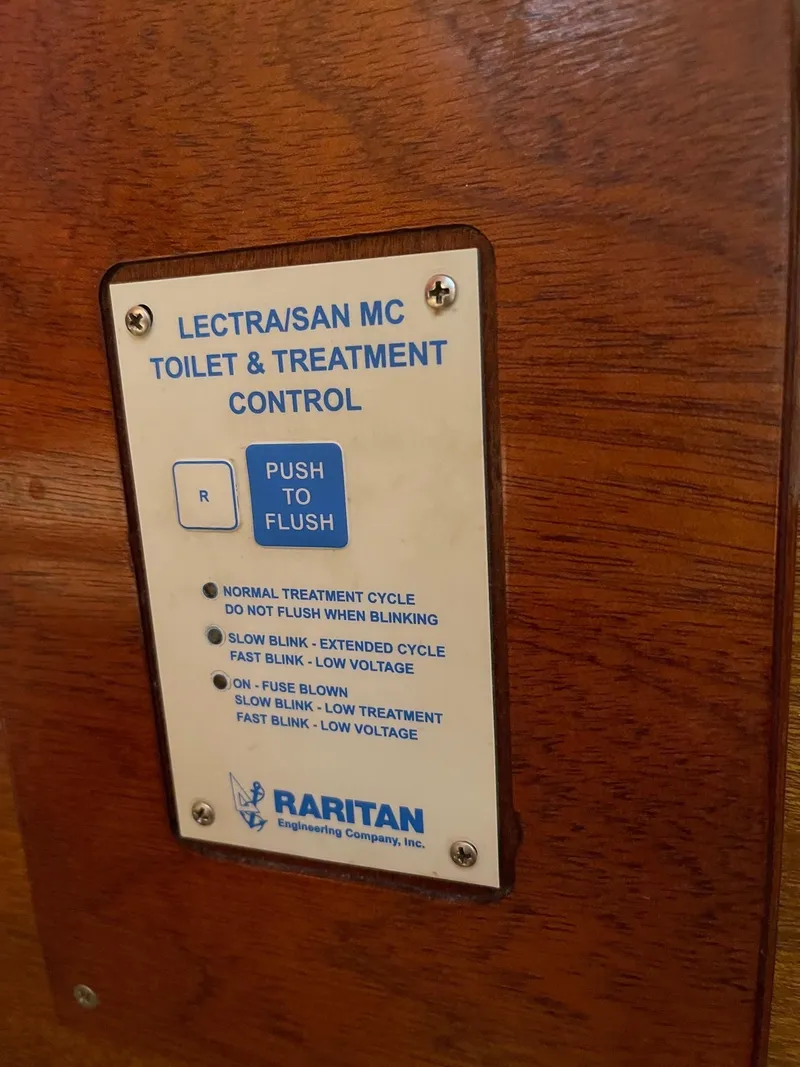 LECTRA/SAN MC
TOILET & TREATMENT
CONTROL
R
PUSH
TO
FLUSH
NORMAL TREATMENT CYCLE
DO NOT FLUSH WHEN BLINKING
SLOW BLINK - EXTENDED CYCLE
FAST BLINK - LOW VOLTAGE
ON - FUSE BLOWN
SLOW BLINK - LOW TREATMENT
FAST BLINK - LOW VOLTAGE
RARITAN
Engineering Company, Inc.